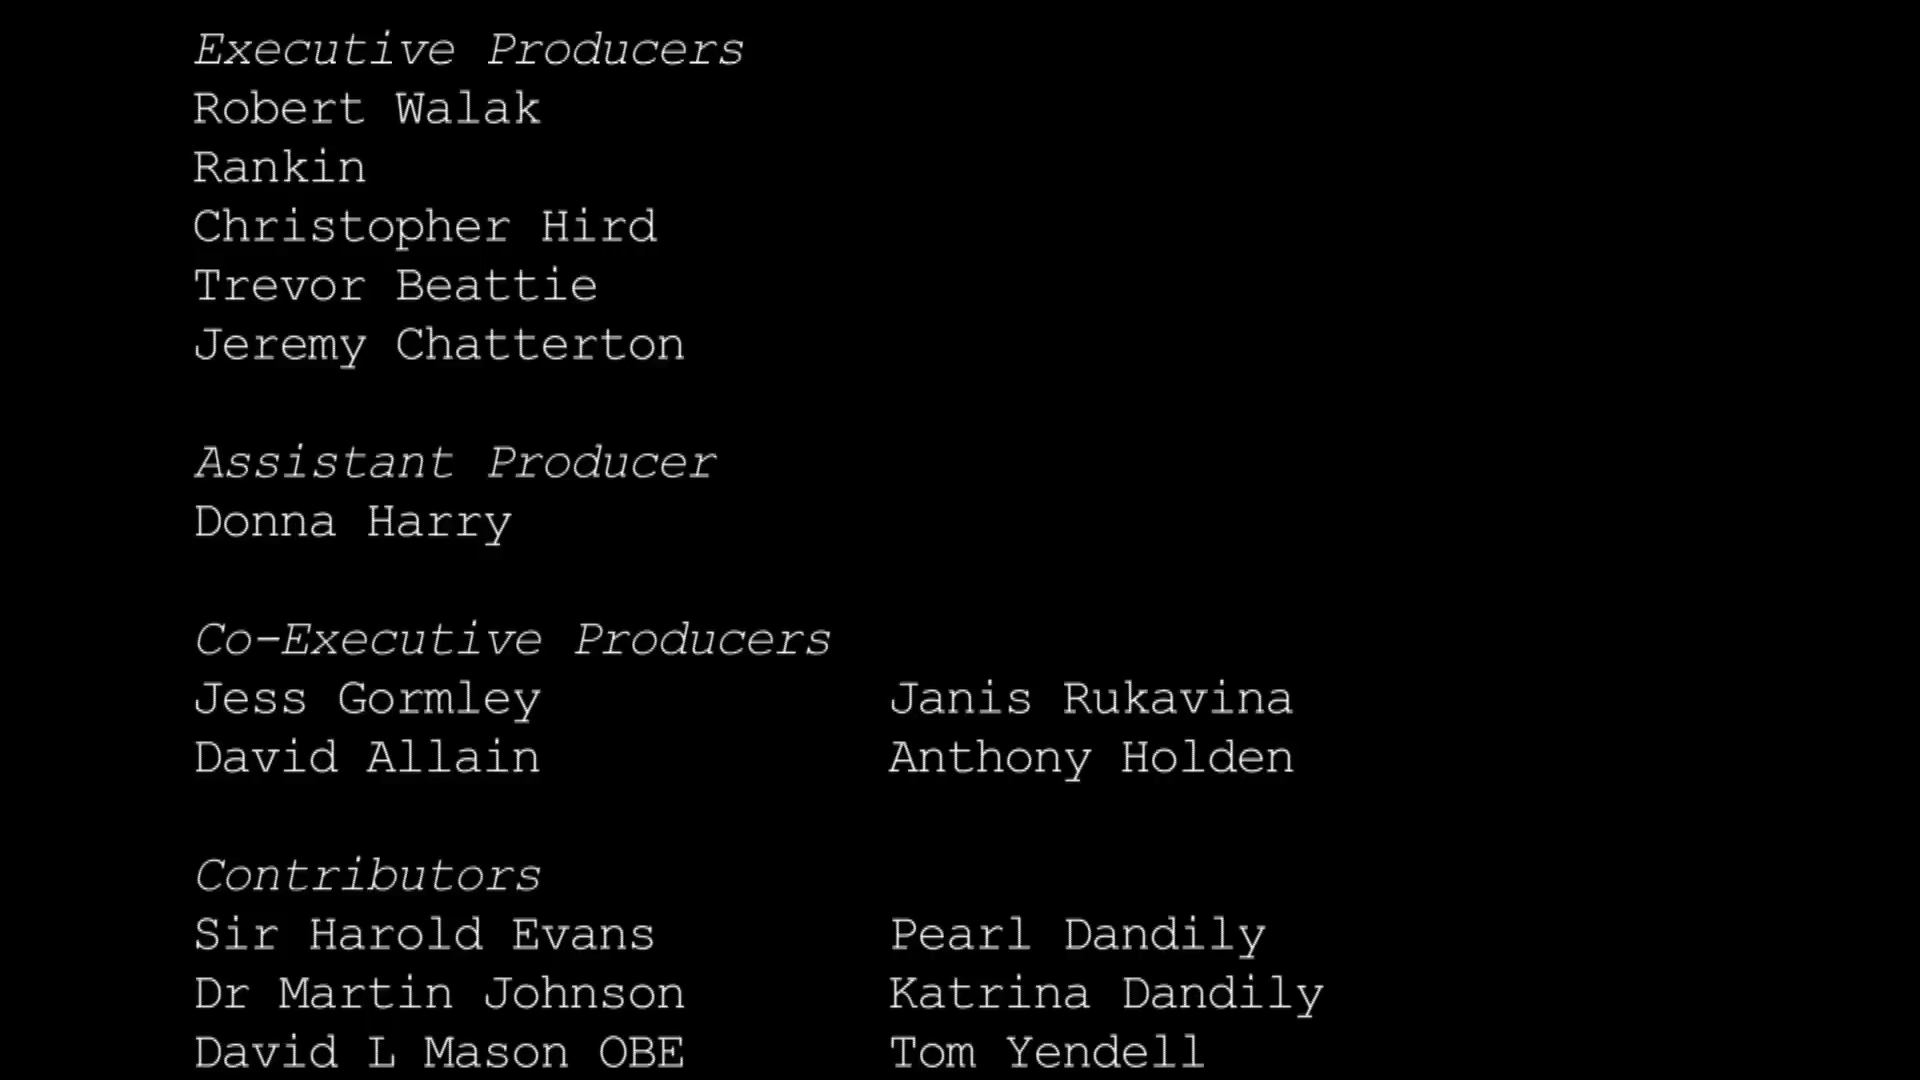 Executive Producers
Robert Walak
Rankin
Christopher Hird
Trevor Beattie
Jeremy Chatterton
Assistant Producer
Donna Harry
Co-Executive Producers
Jess Gormley Janis Rukavina
David Allain Anthony Holden
Contributors
Sir Harold Evans Pearl Dandily
Dr Martin Johnson Katrina Dandily
David L Mason OBE Tom Yendell